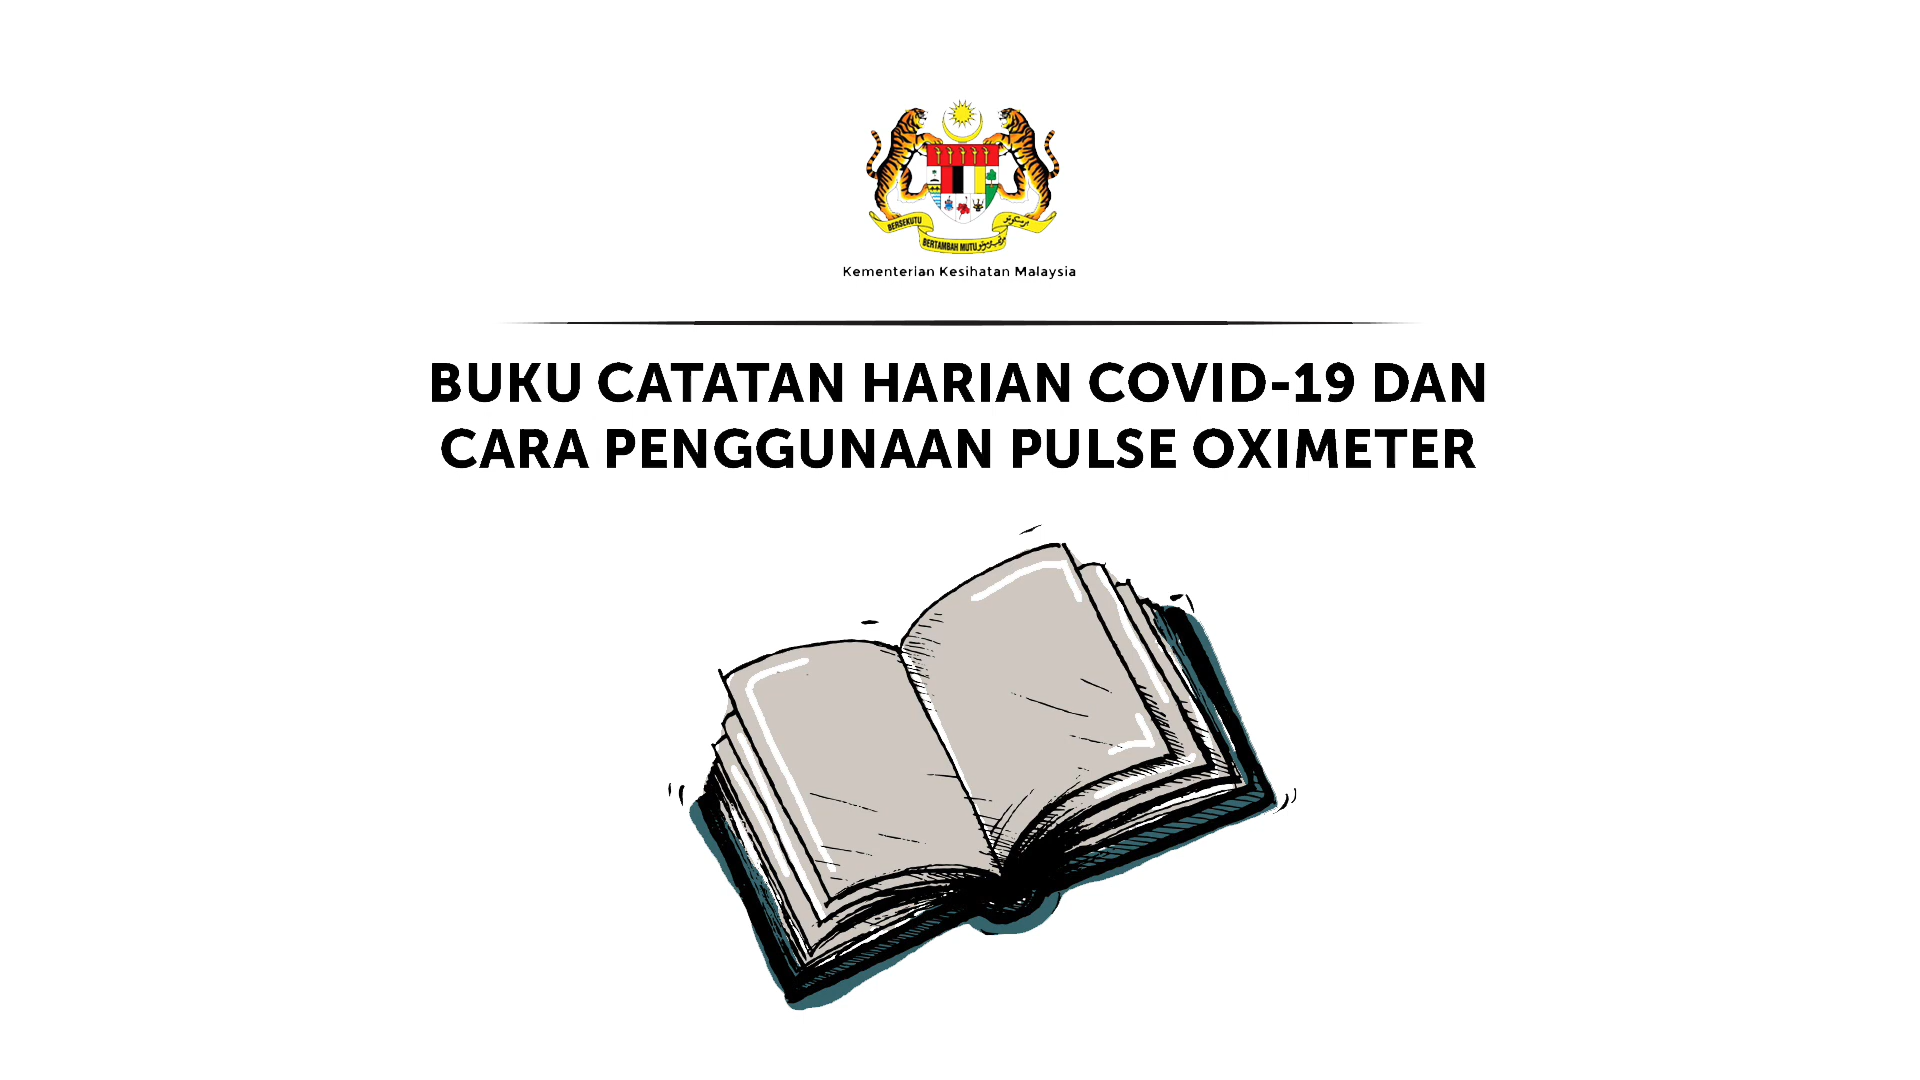 BERSEKUTU
BERTAMBAH MUTU
Kementerian Kesihatan Malaysia
BUKU CATATAN HARIAN COVID-19 DAN
CARA PENGGUNAAN PULSE OXIMETER